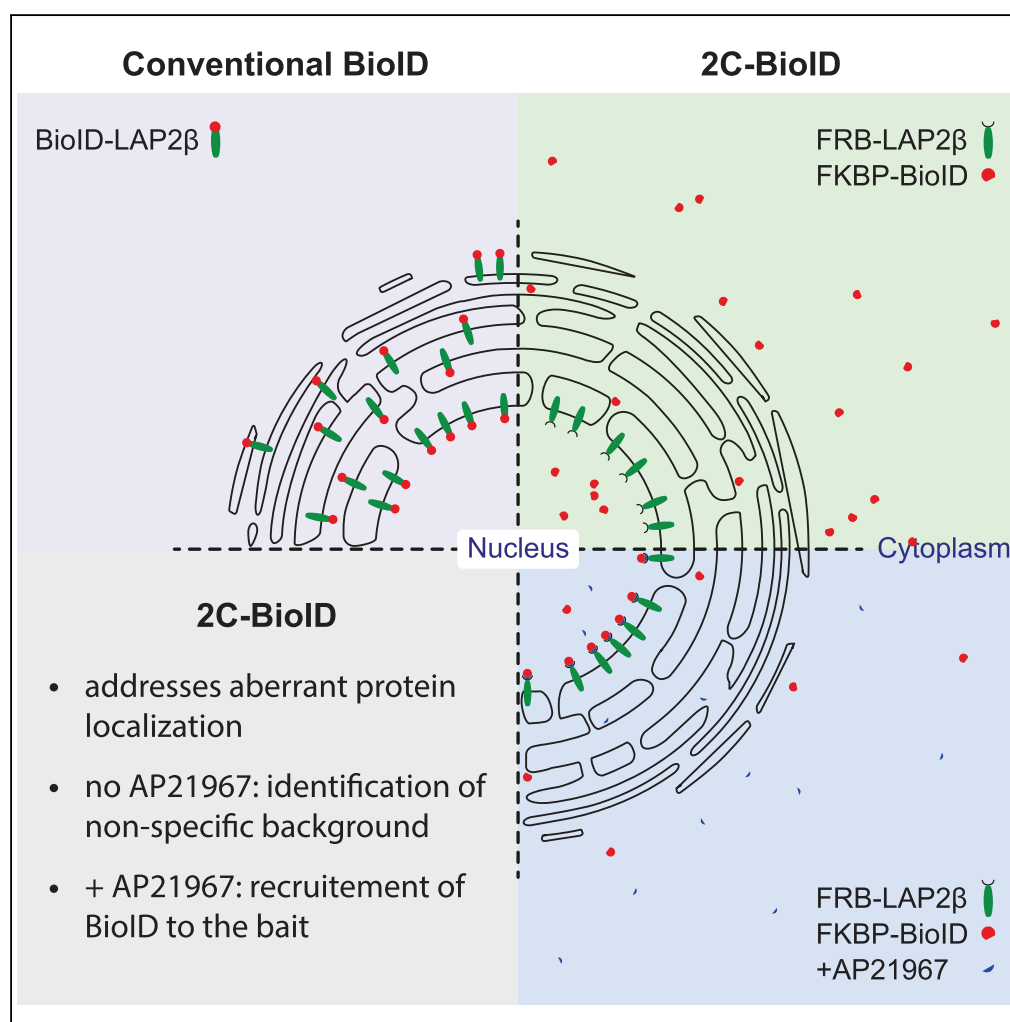 Conventional BioID
2C-BioID
BioID-LAP2β
FRB-LAP2β
FKBP-BioID
Nucleus
Cytoplasm
2C-BioID
• addresses aberrant protein
localization
• no AP21967: identification of
non-specific background
• + AP21967: recruitement of
BioID to the bait
FRB-LAP2β
FKBP-BioID
+AP21967